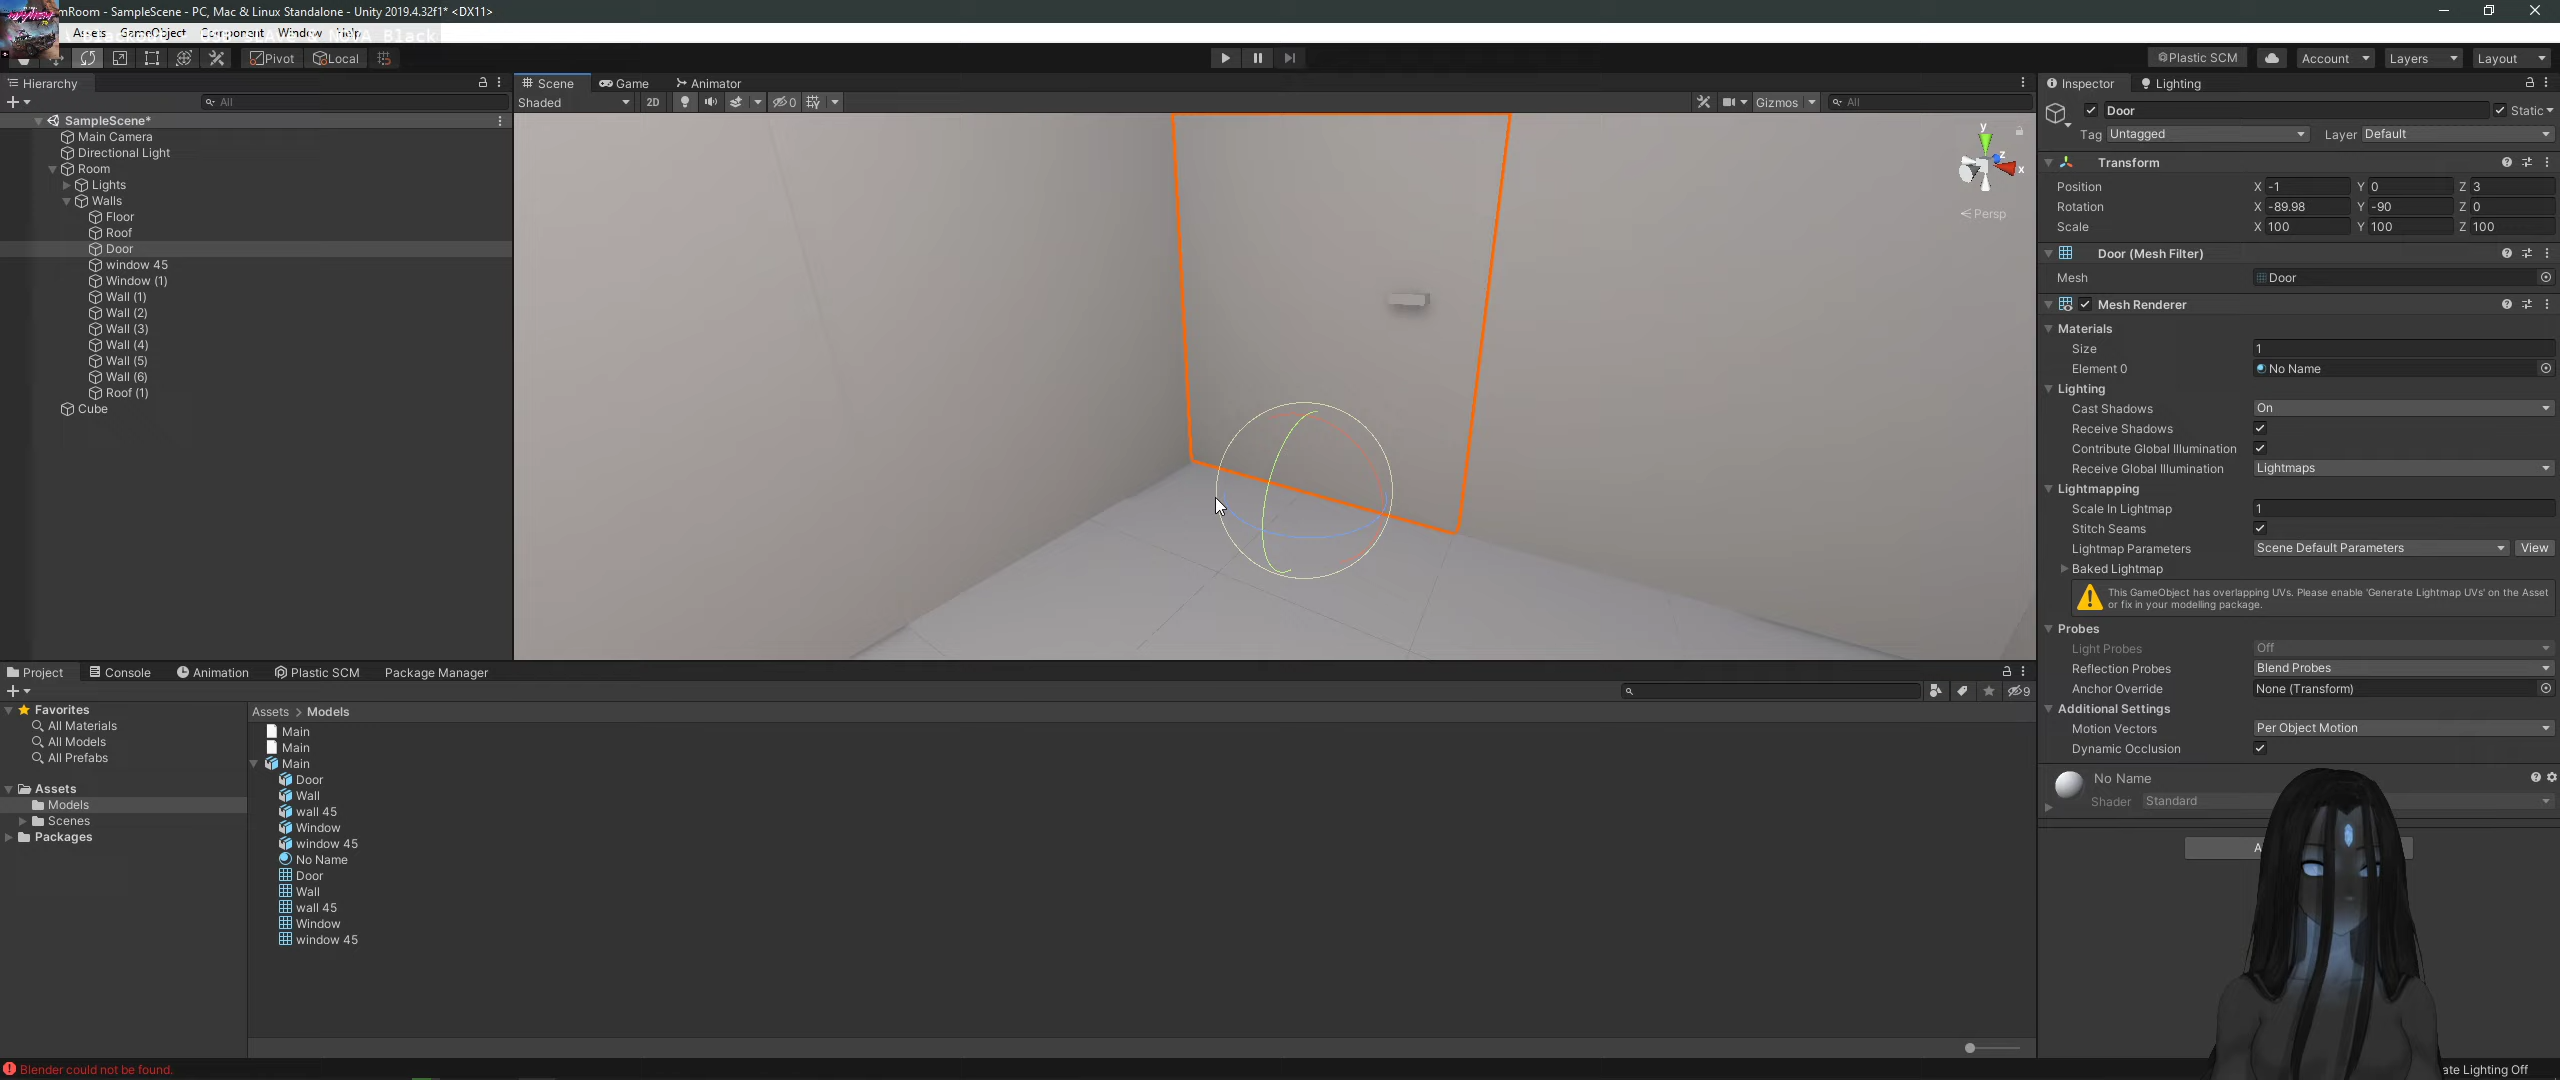 mRoom - SampleScene - PC, Mac & Linux Standalone - Unity 2019.4.32f1* <DX11>
Assets GameObject Component Window Help
Black
Pivot Local
Plastic SCM Account Layers Layout
Hierarchy
All
SampleScene*
Main Camera
Directional Light
Room
Lights
Walls
Floor
Roof
Door
window 45
Window (1)
Wall (1)
Wall (2)
Wall (3)
Wall (4)
Wall (5)
Wall (6)
Roof (1)
Cube
Scene Game Animator
Shaded 2D 0 Gizmos All
y
z
x
Persp
Inspector Lighting
Door Static
Tag Untagged Layer Default
Transform
Position X -1 Y 0 Z 3
Rotation X -89.98 Y -90 Z 0
Scale X 100 Y 100 Z 100
Door (Mesh Filter)
Mesh Door
Mesh Renderer
Materials
Size 1
Element 0 No Name
Lighting
Cast Shadows On
Receive Shadows
Contribute Global Illumination
Receive Global Illumination Lightmaps
Lightmapping
Scale In Lightmap 1
Stitch Seams
Lightmap Parameters Scene Default Parameters View
Baked Lightmap
This GameObject has overlapping UVs. Please enable 'Generate Lightmap UVs' on the Asset
or fix in your modelling package.
Probes
Light Probes Off
Reflection Probes Blend Probes
Anchor Override None (Transform)
Additional Settings
Motion Vectors Per Object Motion
Dynamic Occlusion
No Name
Shader Standard
A
Project Console Animation Plastic SCM Package Manager
9
Favorites
All Materials
All Models
All Prefabs
Assets
Models
Scenes
Packages
Assets > Models
Main
Main
Main
Door
Wall
wall 45
Window
window 45
No Name
Door
Wall
wall 45
Window
window 45
Blender could not be found.
ate Lighting Off